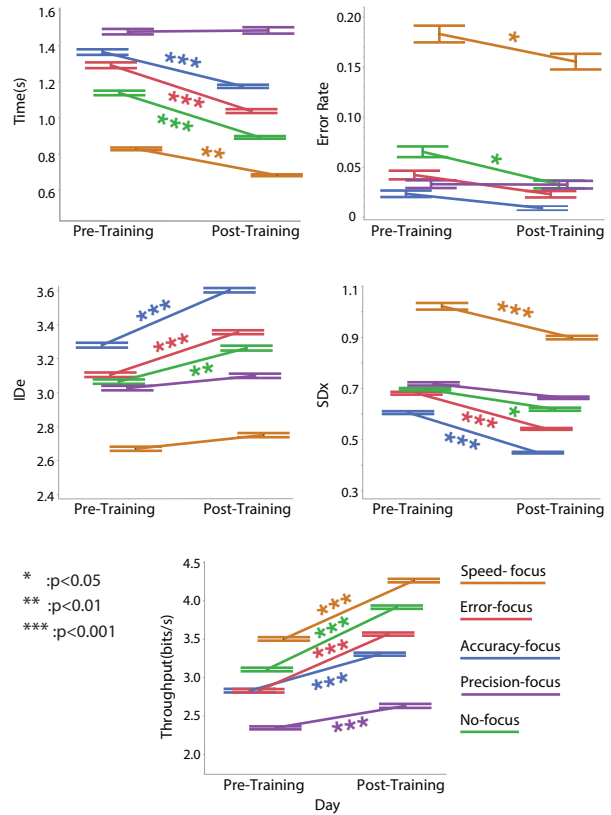 Time(s)
1.6
1.4
1.2
1.0
0.8
0.6
***
***
***
**
Pre-Training Post-Training
Error Rate
0.20
0.15
0.10
0.05
0
*
*
Pre-Training Post-Training
IDe
3.6
3.4
3.2
3.0
2.8
2.6
2.4
***
***
**
Pre-Training Post-Training
SDx
1.1
0.9
0.7
0.5
0.3
***
*
***
***
Pre-Training Post-Training
* :p<0.05
** :p<0.01
*** :p<0.001
Throughput(bits/s)
4.5
4.0
3.5
3.0
2.5
2.0
***
***
***
***
***
Pre-Training Post-Training
Day
Speed- focus
Error-focus
Accuracy-focus
Precision-focus
No-focus